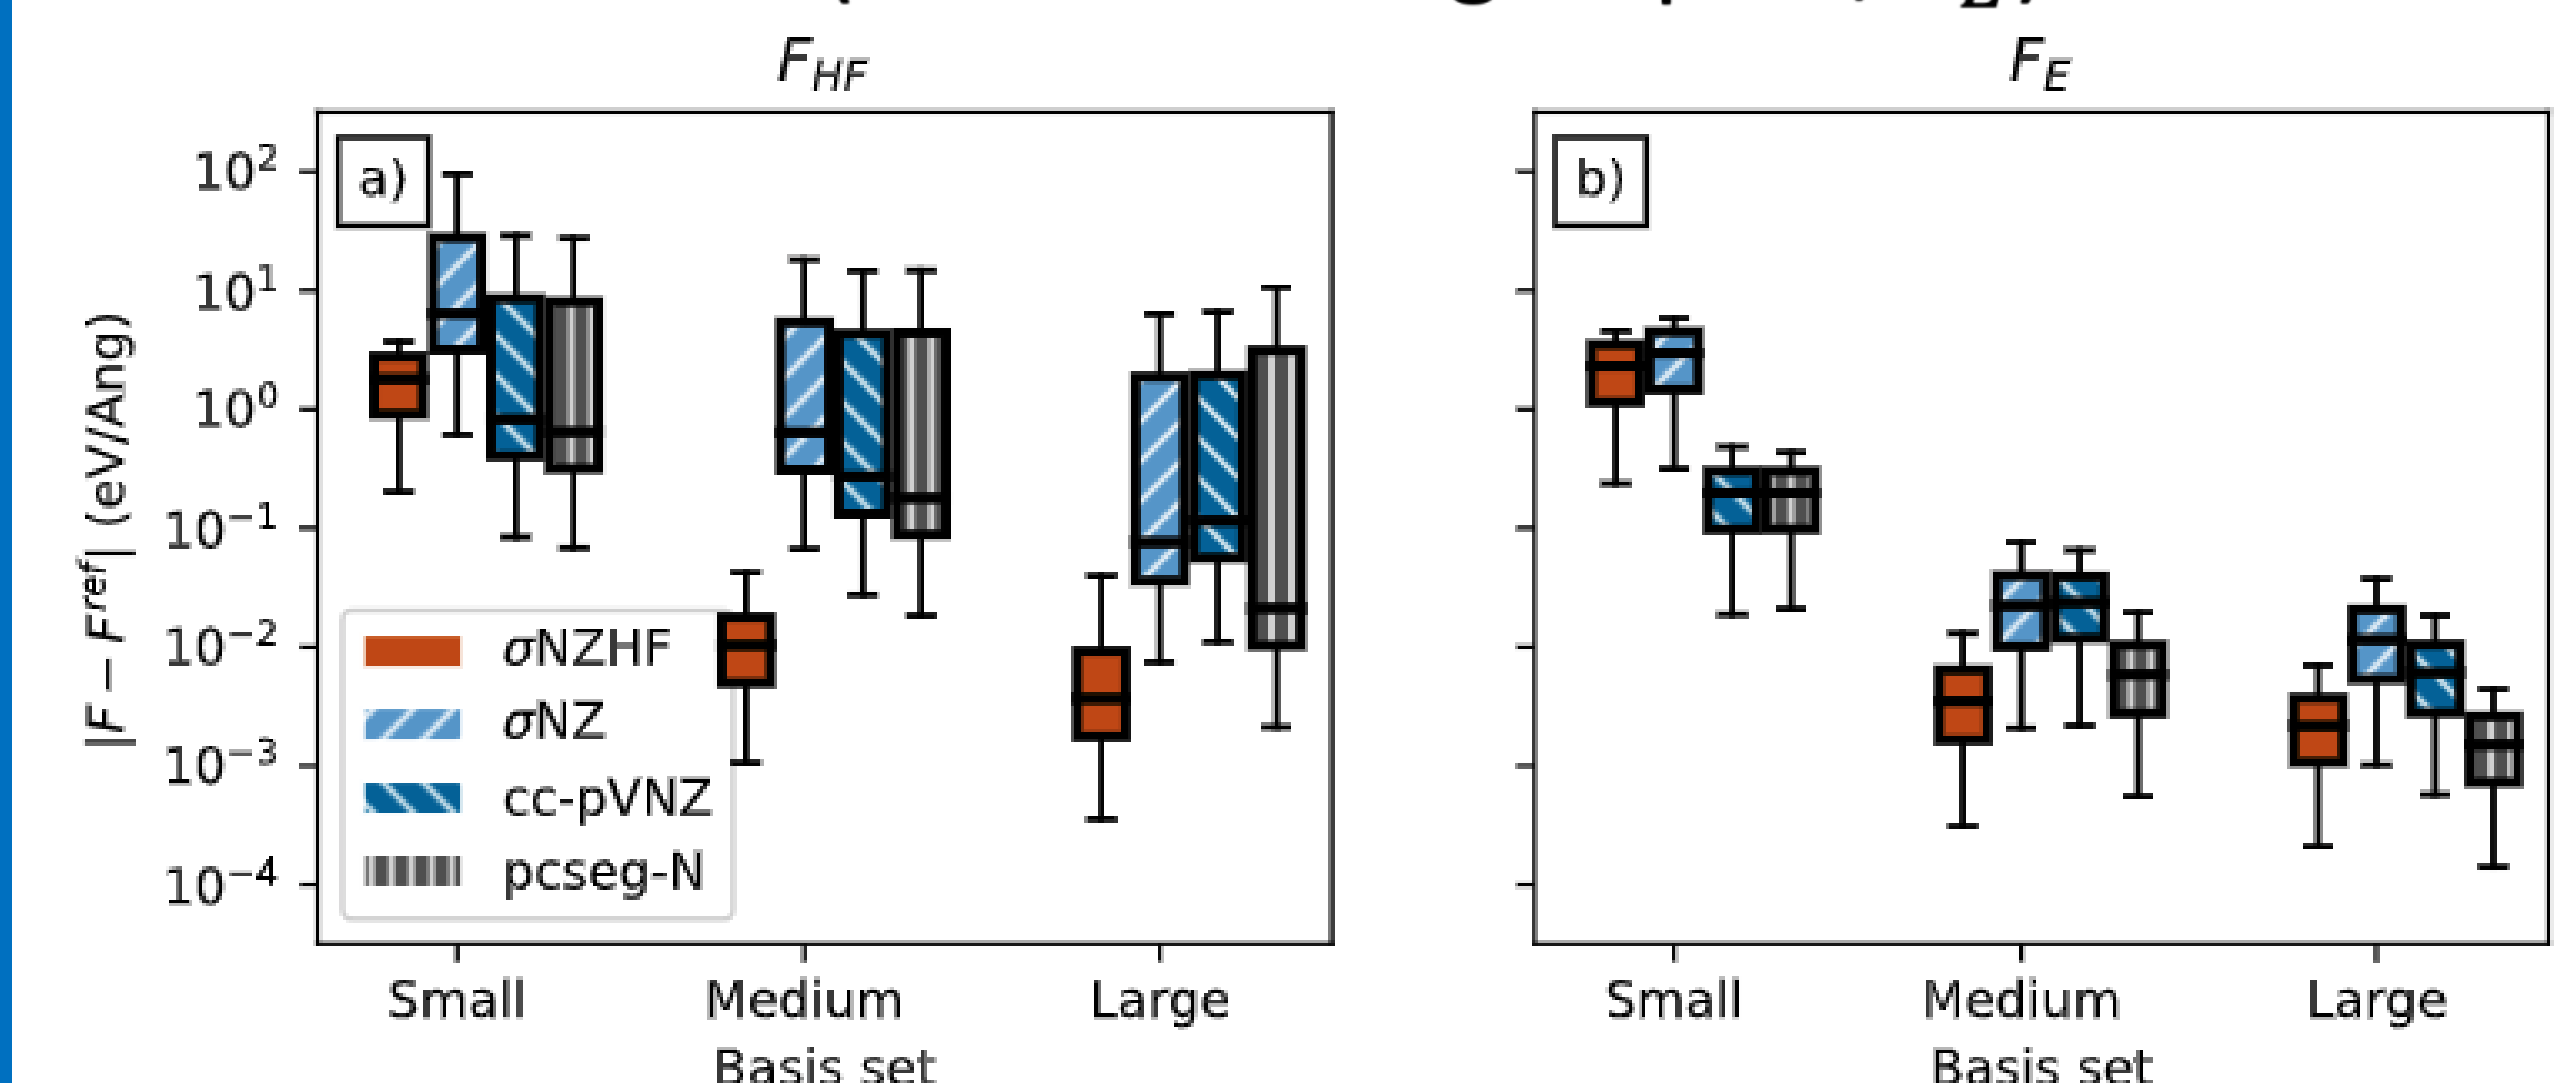 F_HF
F_E
|F − F^ref| (eV/Ang)
10^2
10^1
10^0
10^−1
10^−2
10^−3
10^−4
a)
σNZHF
σNZ
cc-pVNZ
pcseg-N
b)
Small Medium Large
Basis set
Small Medium Large
Basis set